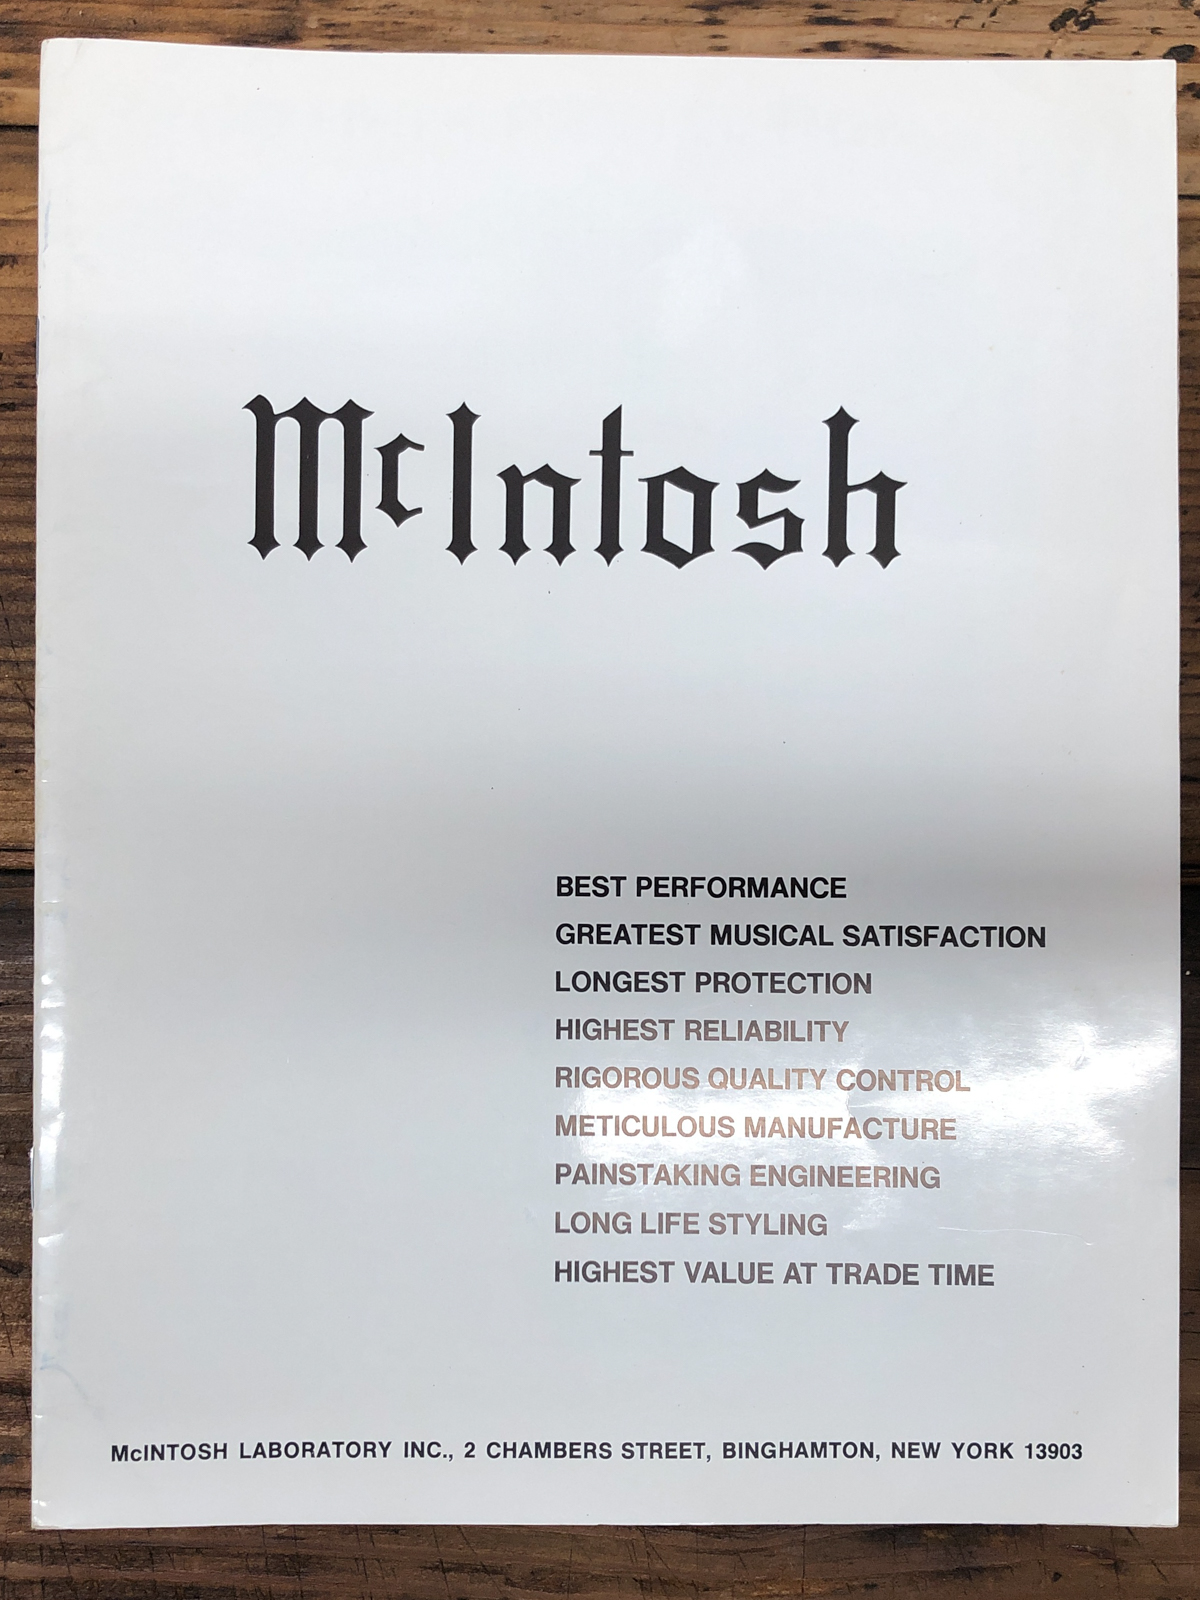 McIntosh
BEST PERFORMANCE
GREATEST MUSICAL SATISFACTION
LONGEST PROTECTION
HIGHEST RELIABILITY
RIGOROUS QUALITY CONTROL
METICULOUS MANUFACTURE
PAINSTAKING ENGINEERING
LONG LIFE STYLING
HIGHEST VALUE AT TRADE TIME
McINTOSH LABORATORY INC., 2 CHAMBERS STREET, BINGHAMTON, NEW YORK 13903